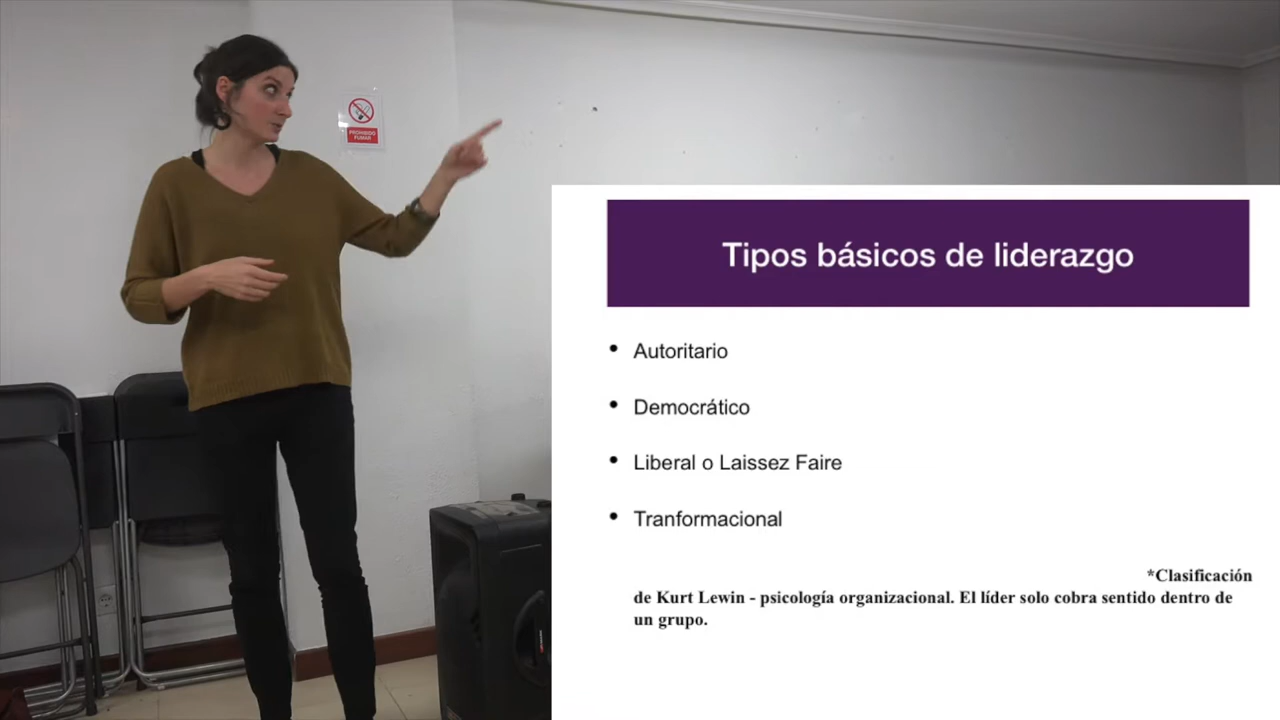 PROHIBIDO
FUMAR
Tipos básicos de liderazgo
• Autoritario
• Democrático
• Liberal o Laissez Faire
• Tranformacional
*Clasificación
de Kurt Lewin - psicología organizacional. El líder solo cobra sentido dentro de
un grupo.